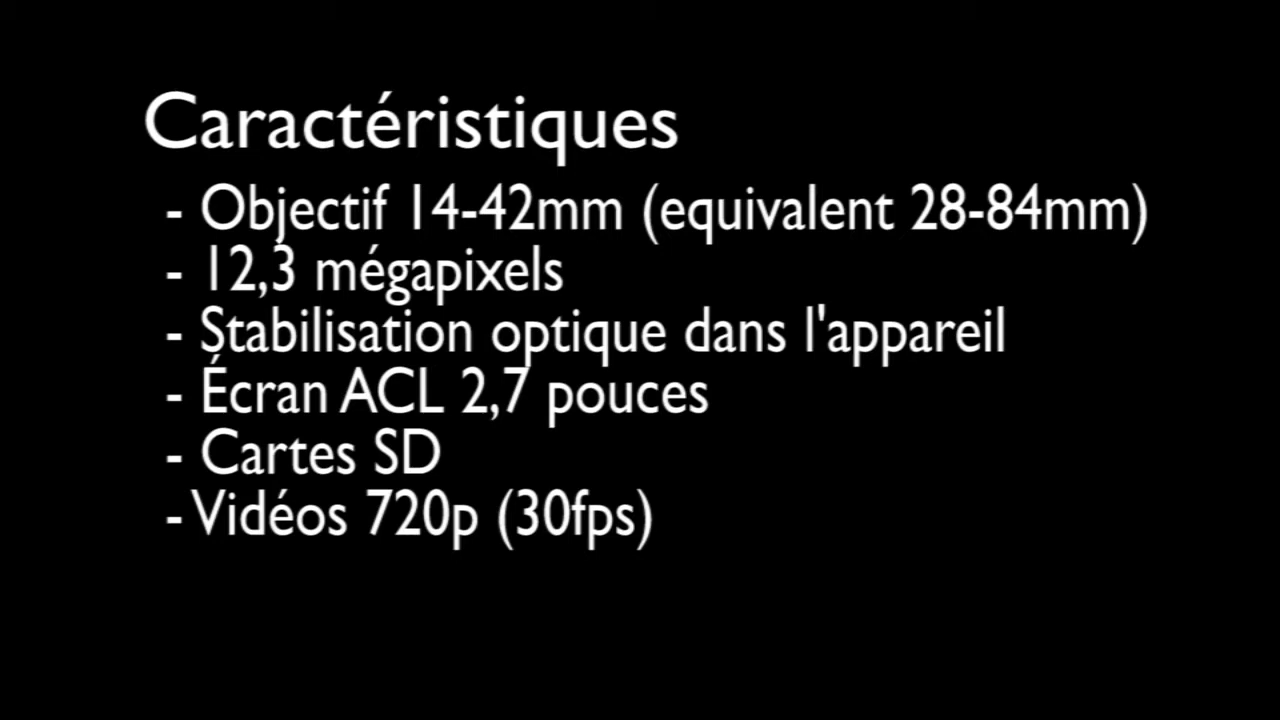 Caractéristiques
- Objectif 14-42mm (equivalent 28-84mm)
- 12,3 mégapixels
- Stabilisation optique dans l'appareil
- Écran ACL 2,7 pouces
- Cartes SD
- Vidéos 720p (30fps)